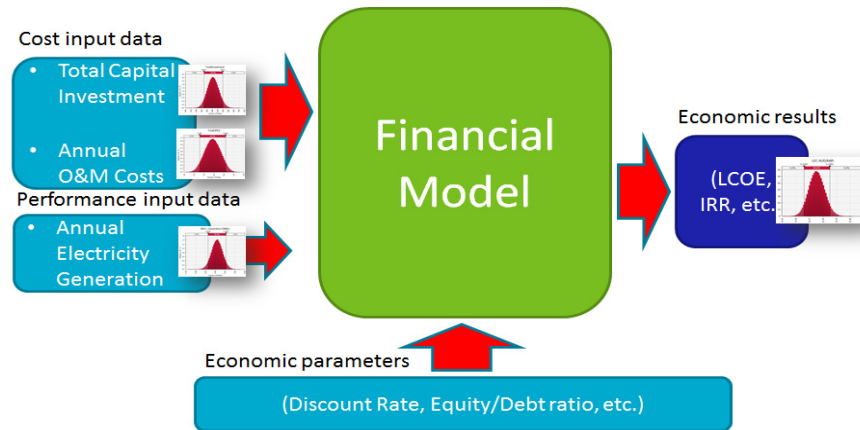 Cost input data
• Total Capital
Investment
• Annual
O&M Costs
Performance input data
• Annual
Electricity
Generation
Financial
Model
Economic results
(LCOE,
IRR, etc.
Economic parameters
(Discount Rate, Equity/Debt ratio, etc.)